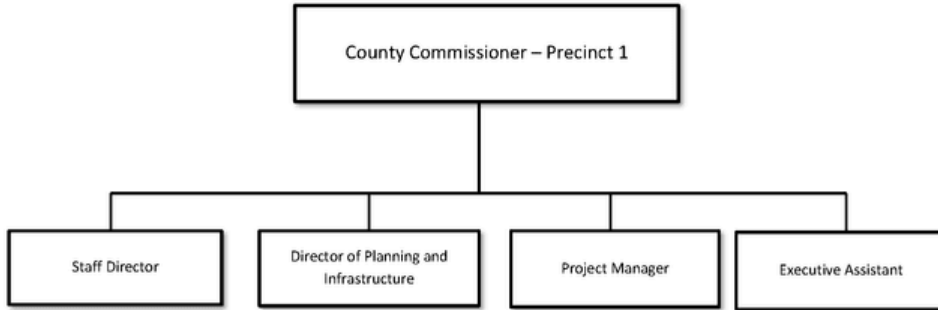 County Commissioner – Precinct 1
Staff Director
Director of Planning and
Infrastructure
Project Manager
Executive Assistant